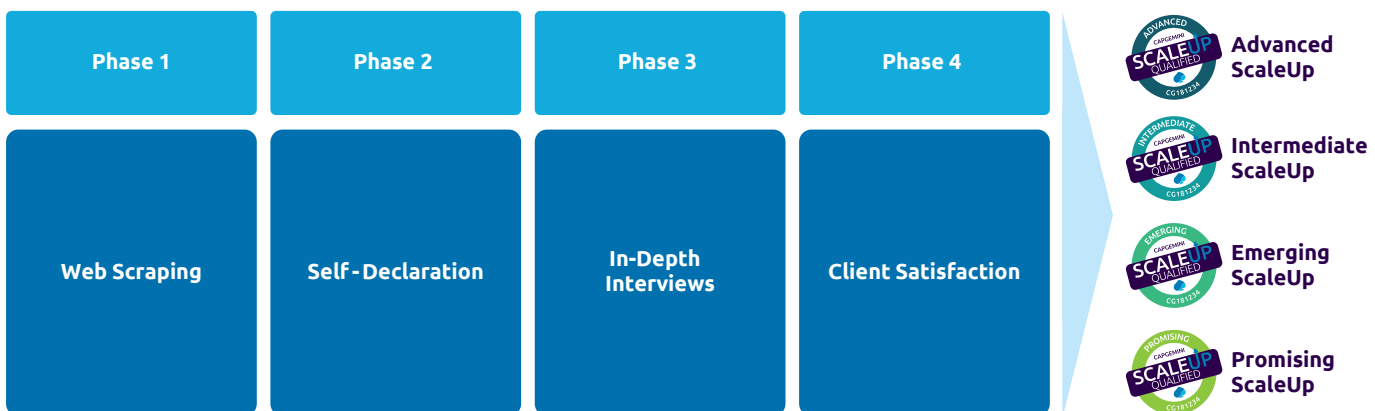 Phase 1
Phase 2
Phase 3
Phase 4
Web Scraping
Self-Declaration
In-Depth
Interviews
Client Satisfaction
ADVANCED
CAPGEMINI
SCALEUP
QUALIFIED
CG181234
Advanced
ScaleUp
INTERMEDIATE
CAPGEMINI
SCALEUP
QUALIFIED
CG181234
Intermediate
ScaleUp
EMERGING
CAPGEMINI
SCALEUP
QUALIFIED
CG181234
Emerging
ScaleUp
PROMISING
CAPGEMINI
SCALEUP
QUALIFIED
CG181234
Promising
ScaleUp